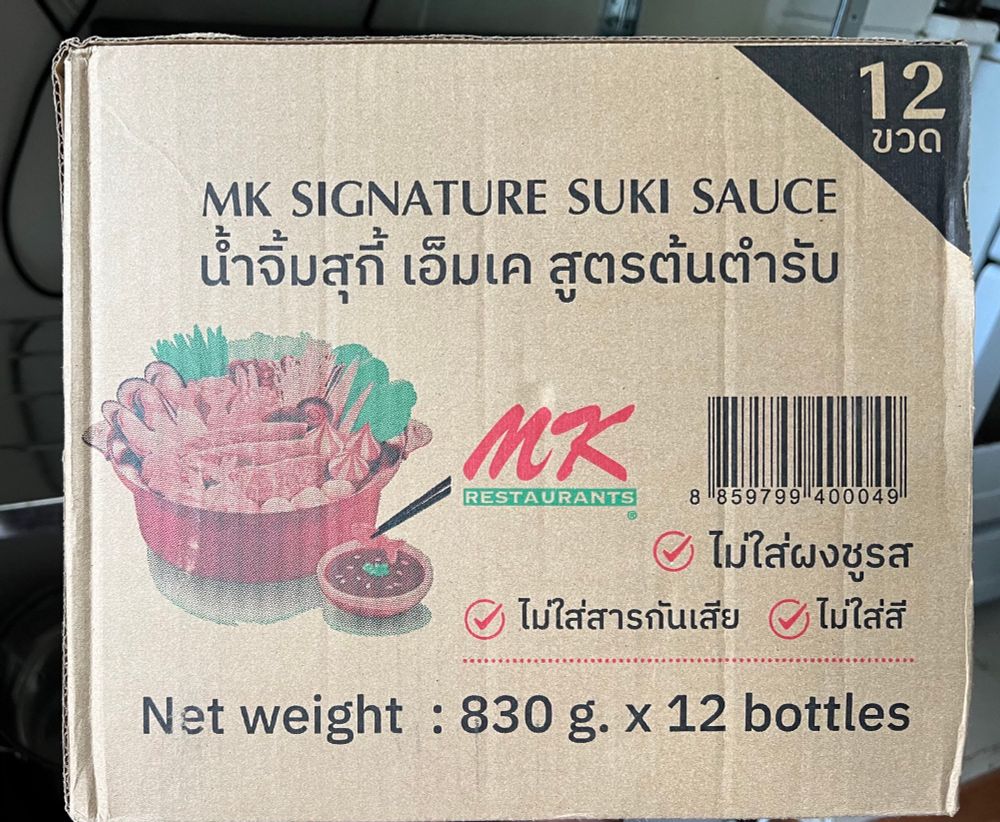 12
ขวด
MK SIGNATURE SUKI SAUCE
น้ำจิ้มสุกี้ เอ็มเค สูตรต้นตำรับ
MK
RESTAURANTS
®
8 859799 400049
ไม่ใส่ผงชูรส
ไม่ใส่สารกันเสีย ไม่ใส่สี
Net weight : 830 g. x 12 bottles